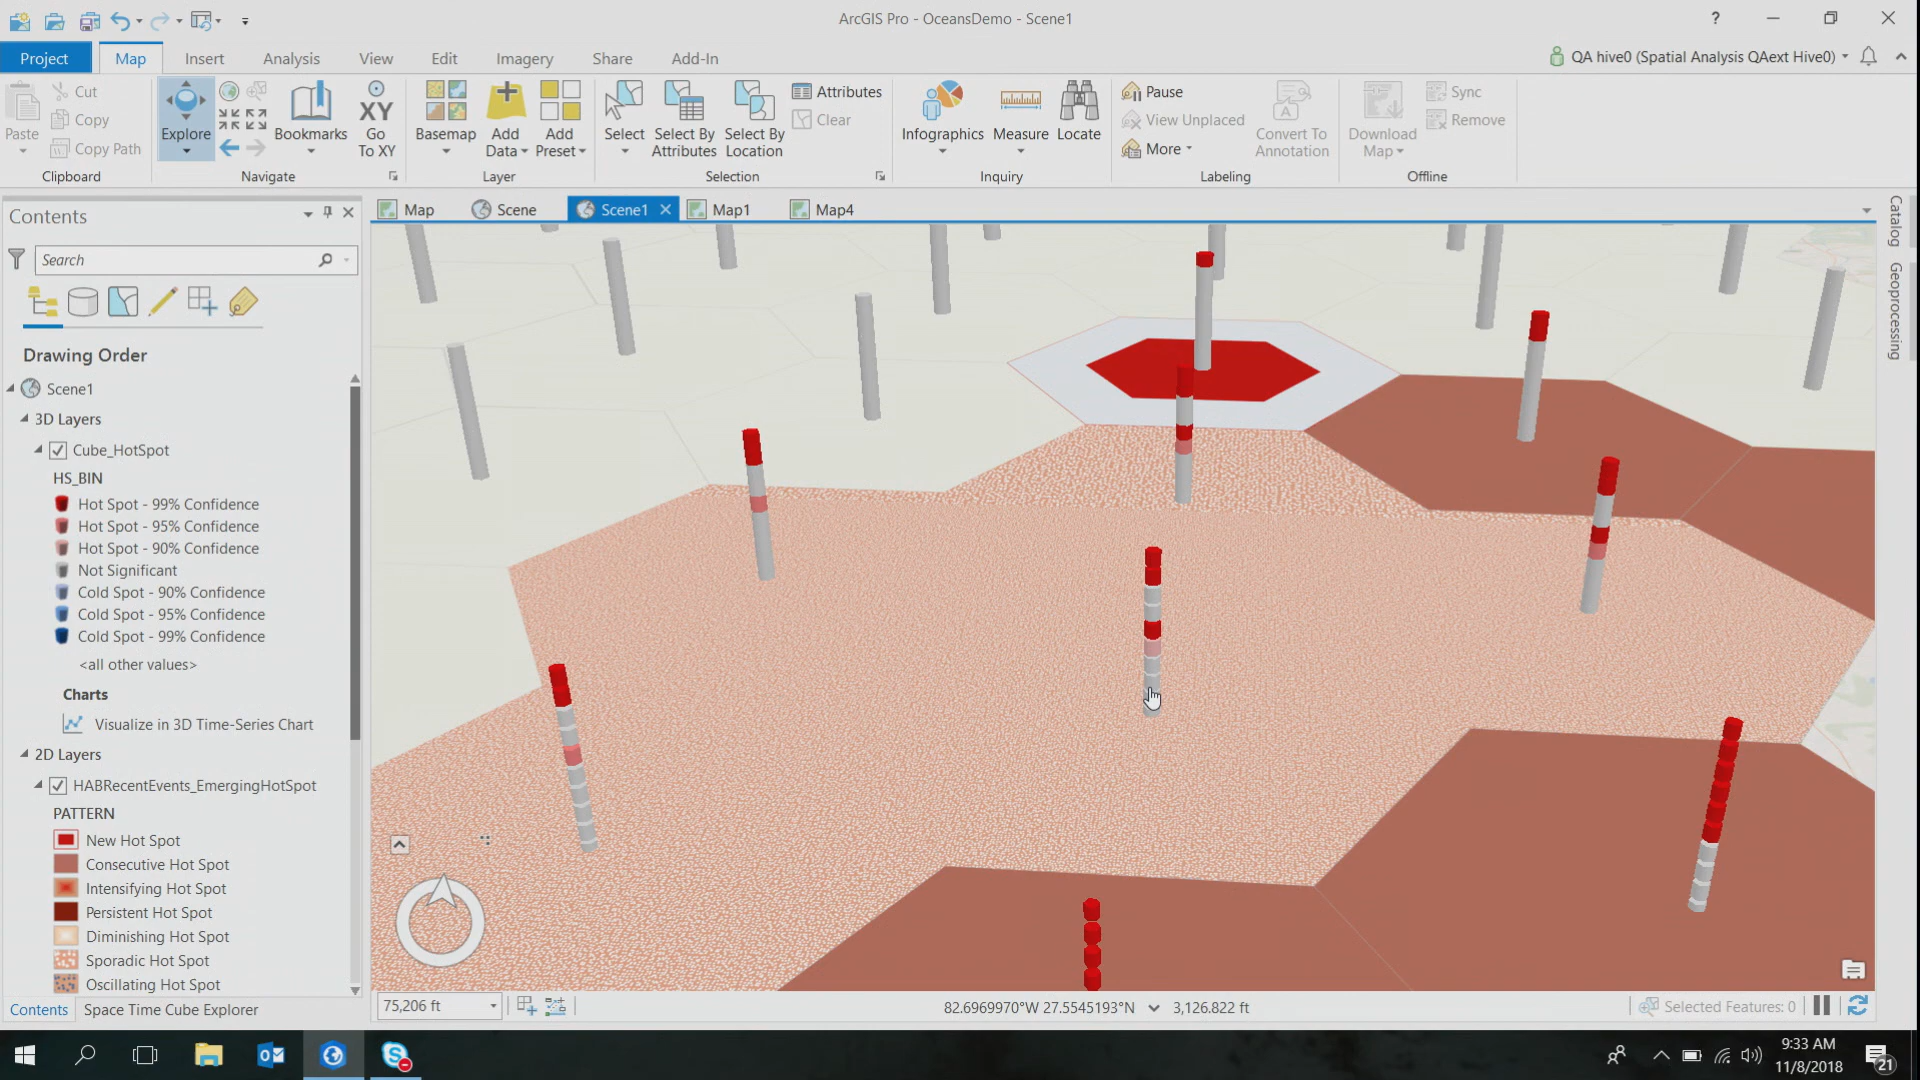 ArcGIS Pro - OceansDemo - Scene1
?
Project
Map
Insert
Analysis
View
Edit
Imagery
Share
Add-In
QA hive0 (Spatial Analysis QAext Hive0)
Paste
Cut
Copy
Copy Path
Clipboard
Explore
Bookmarks
Go
To XY
XY
Navigate
Basemap
Add
Data
Add
Preset
Layer
Select
Select By
Attributes
Select By
Location
Attributes
Clear
Selection
Infographics
Measure
Locate
Inquiry
Pause
View Unplaced
More
Convert To
Annotation
Labeling
Download
Map
Sync
Remove
Offline
Contents
Search
Drawing Order
Scene1
3D Layers
Cube_HotSpot
HS_BIN
Hot Spot - 99% Confidence
Hot Spot - 95% Confidence
Hot Spot - 90% Confidence
Not Significant
Cold Spot - 90% Confidence
Cold Spot - 95% Confidence
Cold Spot - 99% Confidence
<all other values>
Charts
Visualize in 3D Time-Series Chart
2D Layers
HABRecentEvents_EmergingHotSpot
PATTERN
New Hot Spot
Consecutive Hot Spot
Intensifying Hot Spot
Persistent Hot Spot
Diminishing Hot Spot
Sporadic Hot Spot
Oscillating Hot Spot
Contents
Space Time Cube Explorer
Map
Scene
Scene1
Map1
Map4
Catalog
Geoprocessing
75,206 ft
82.6969970°W 27.5545193°N
3,126.822 ft
Selected Features: 0
9:33 AM
11/8/2018
21